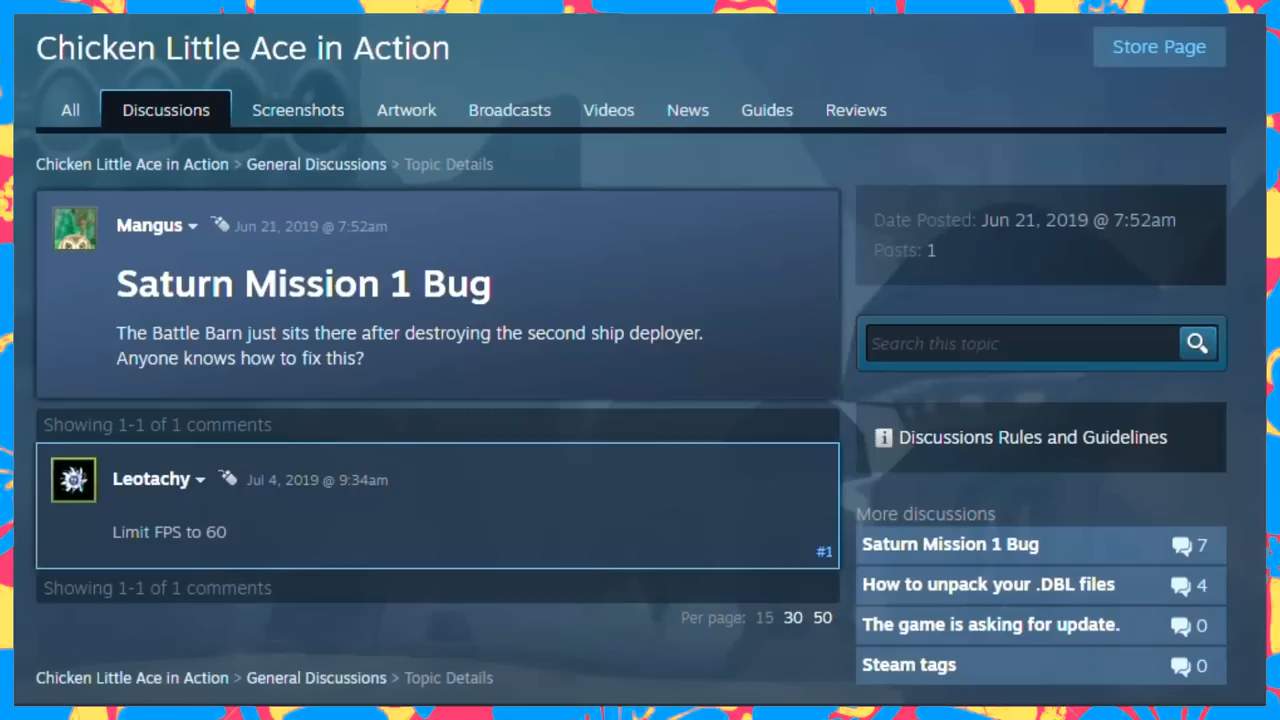 Chicken Little Ace in Action
Store Page
All Discussions Screenshots Artwork Broadcasts Videos News Guides Reviews
Chicken Little Ace in Action > General Discussions > Topic Details
Mangus Jun 21, 2019 @ 7:52am
Saturn Mission 1 Bug
The Battle Barn just sits there after destroying the second ship deployer.
Anyone knows how to fix this?
Showing 1-1 of 1 comments
Leotachy Jul 4, 2019 @ 9:34am
Limit FPS to 60
#1
Showing 1-1 of 1 comments
Per page: 15 30 50
Chicken Little Ace in Action > General Discussions > Topic Details
Date Posted: Jun 21, 2019 @ 7:52am
Posts: 1
Search this topic
Discussions Rules and Guidelines
More discussions
Saturn Mission 1 Bug 7
How to unpack your .DBL files 4
The game is asking for update. 0
Steam tags 0